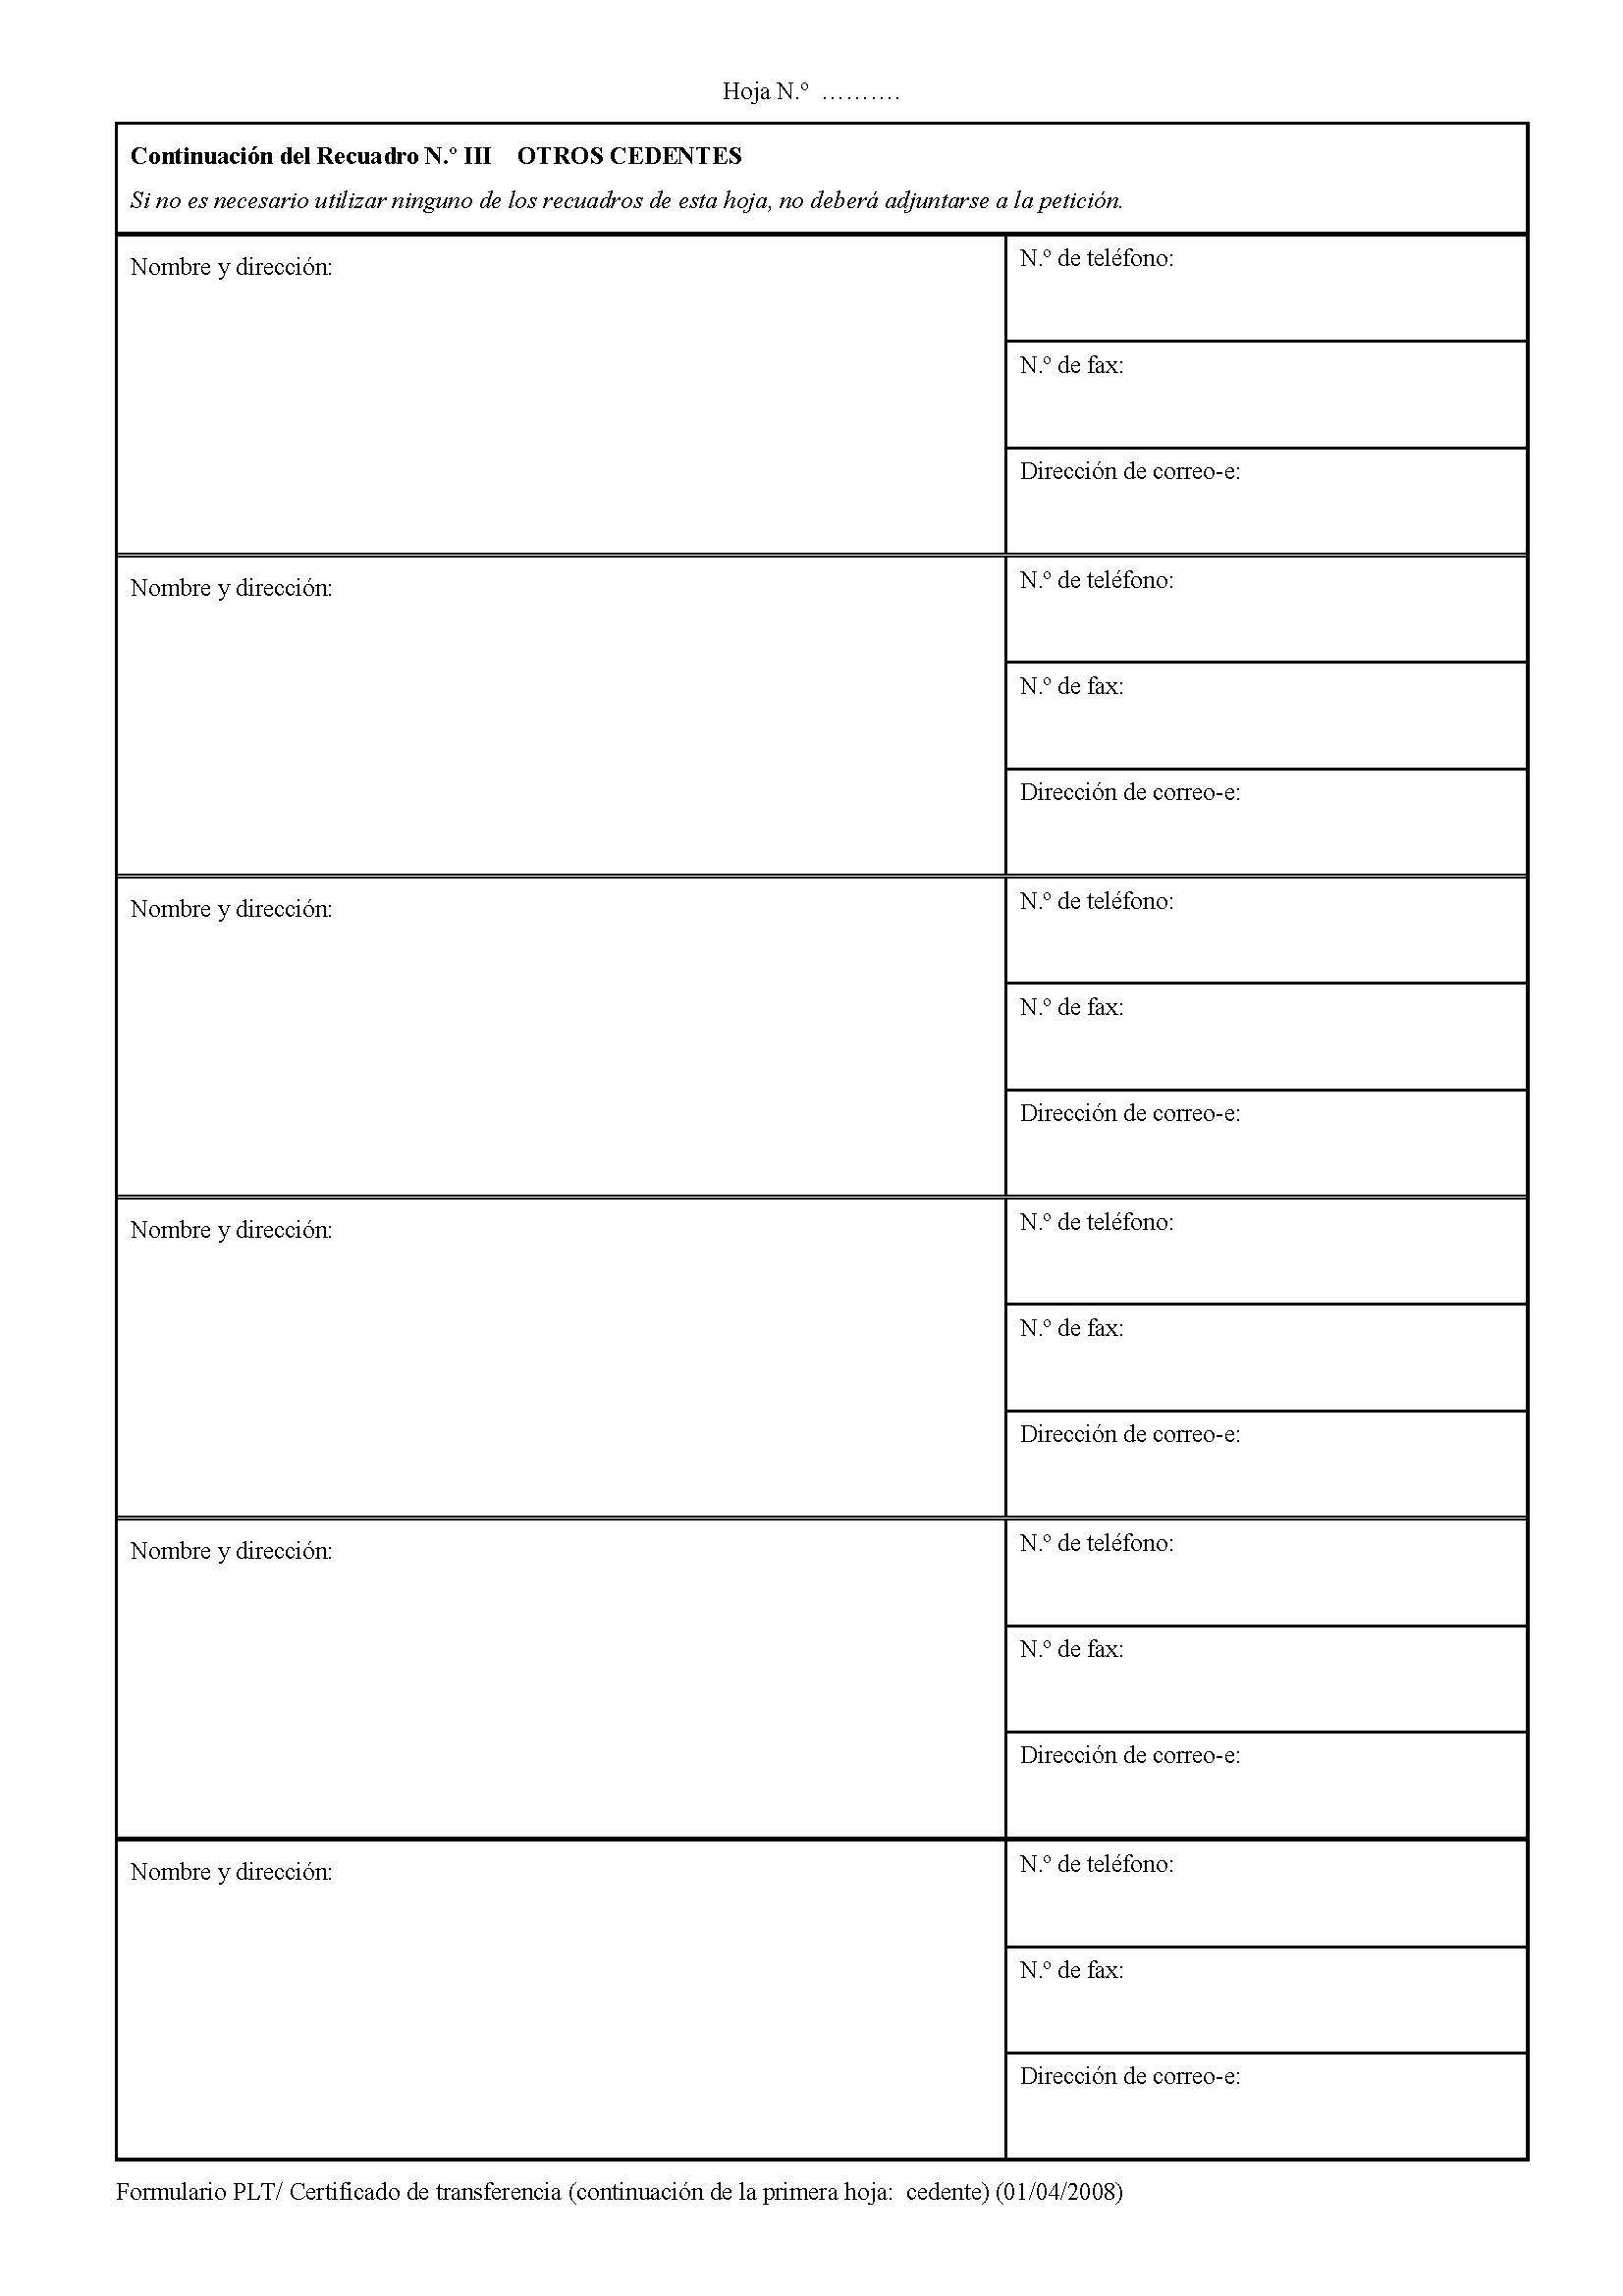 Hoja N.º ..........
Continuación del Recuadro N.º III OTROS CEDENTES
Si no es necesario utilizar ninguno de los recuadros de esta hoja, no deberá adjuntarse a la petición.
Nombre y dirección:
N.º de teléfono:
N.º de fax:
Dirección de correo-e:
Nombre y dirección:
N.º de teléfono:
N.º de fax:
Dirección de correo-e:
Nombre y dirección:
N.º de teléfono:
N.º de fax:
Dirección de correo-e:
Nombre y dirección:
N.º de teléfono:
N.º de fax:
Dirección de correo-e:
Nombre y dirección:
N.º de teléfono:
N.º de fax:
Dirección de correo-e:
Nombre y dirección:
N.º de teléfono:
N.º de fax:
Dirección de correo-e:
Formulario PLT/ Certificado de transferencia (continuación de la primera hoja: cedente) (01/04/2008)